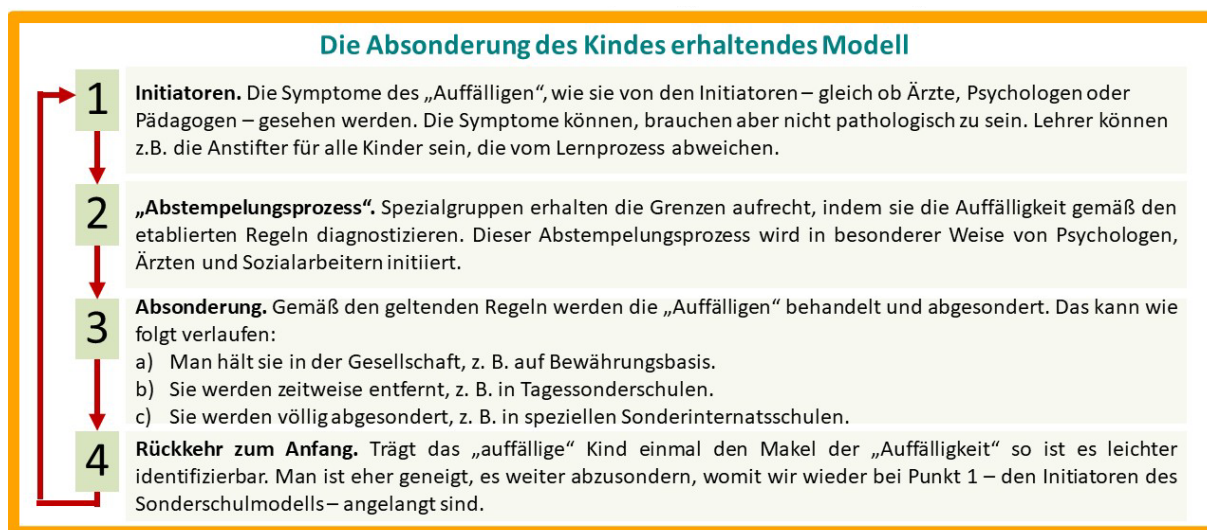 Die Absonderung des Kindes erhaltendes Modell
1
Initiatoren. Die Symptome des „Auffälligen“, wie sie von den Initiatoren – gleich ob Ärzte, Psychologen oder
Pädagogen – gesehen werden. Die Symptome können, brauchen aber nicht pathologisch zu sein. Lehrer können
z.B. die Anstifter für alle Kinder sein, die vom Lernprozess abweichen.
2
„Abstempelungsprozess“. Spezialgruppen erhalten die Grenzen aufrecht, indem sie die Auffälligkeit gemäß den
etablierten Regeln diagnostizieren. Dieser Abstempelungsprozess wird in besonderer Weise von Psychologen,
Ärzten und Sozialarbeitern initiiert.
3
Absonderung. Gemäß den geltenden Regeln werden die „Auffälligen“ behandelt und abgesondert. Das kann wie
folgt verlaufen:
a) Man hält sie in der Gesellschaft, z. B. auf Bewährungsbasis.
b) Sie werden zeitweise entfernt, z. B. in Tagessonderschulen.
c) Sie werden völlig abgesondert, z. B. in speziellen Sonderinternatsschulen.
4
Rückkehr zum Anfang. Trägt das „auffällige“ Kind einmal den Makel der „Auffälligkeit“ so ist es leichter
identifizierbar. Man ist eher geneigt, es weiter abzusondern, womit wir wieder bei Punkt 1 – den Initiatoren des
Sonderschulmodells – angelangt sind.